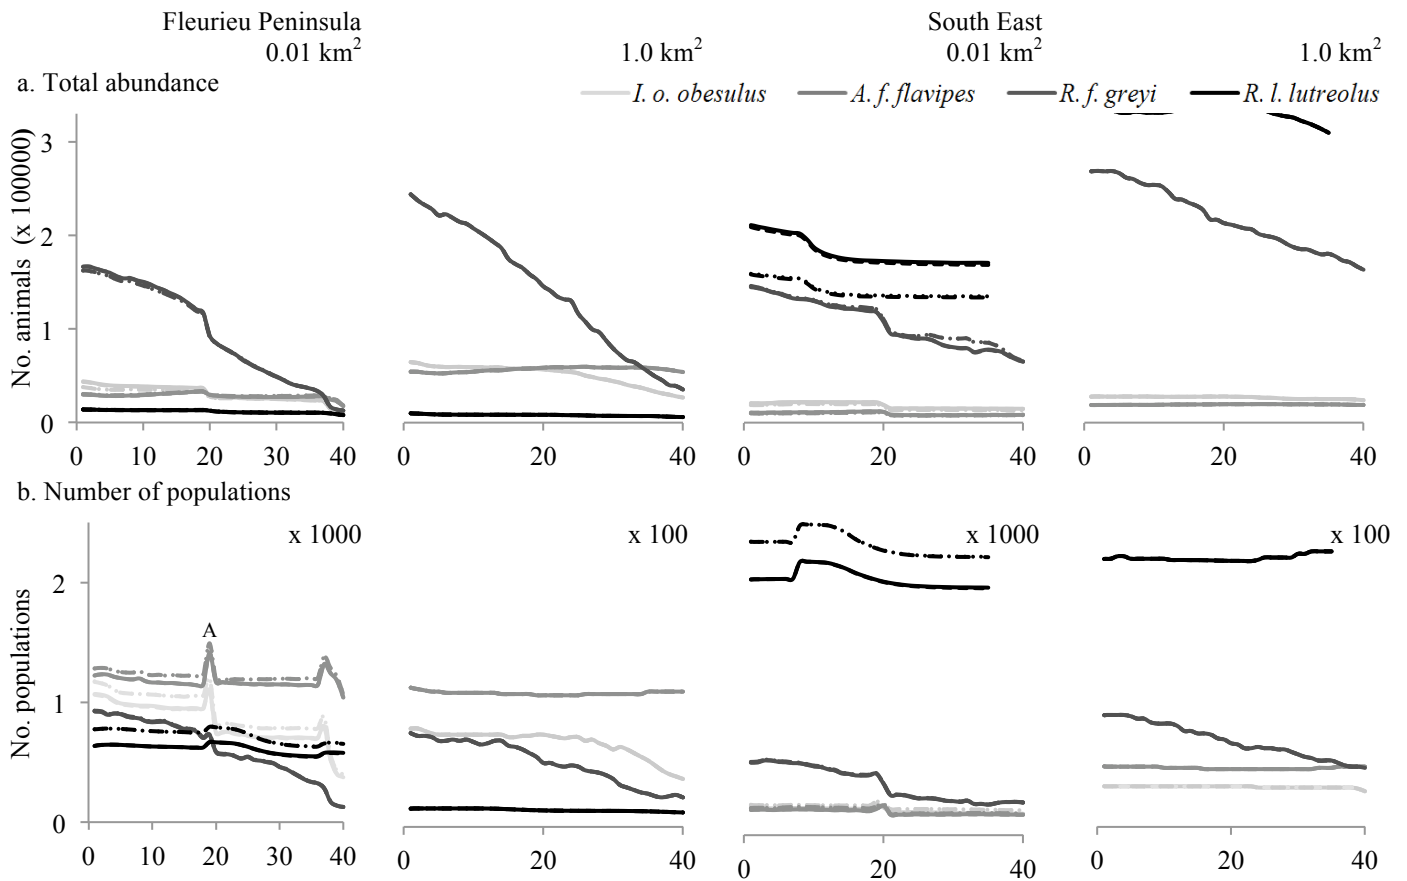 Fleurieu Peninsula South East
0.01 km² 1.0 km² 0.01 km² 1.0 km²
a. Total abundance
I. o. obesulus A. f. flavipes R. f. greyi R. l. lutreolus
No. animals (x 100000)
3
2
1
0
0 10 20 30 40 0 20 40 0 20 40 0 20 40
b. Number of populations
x 1000 x 100 x 1000 x 100
No. populations
2
A
1
0
0 10 20 30 40 0 20 40 0 20 40 0 20 40